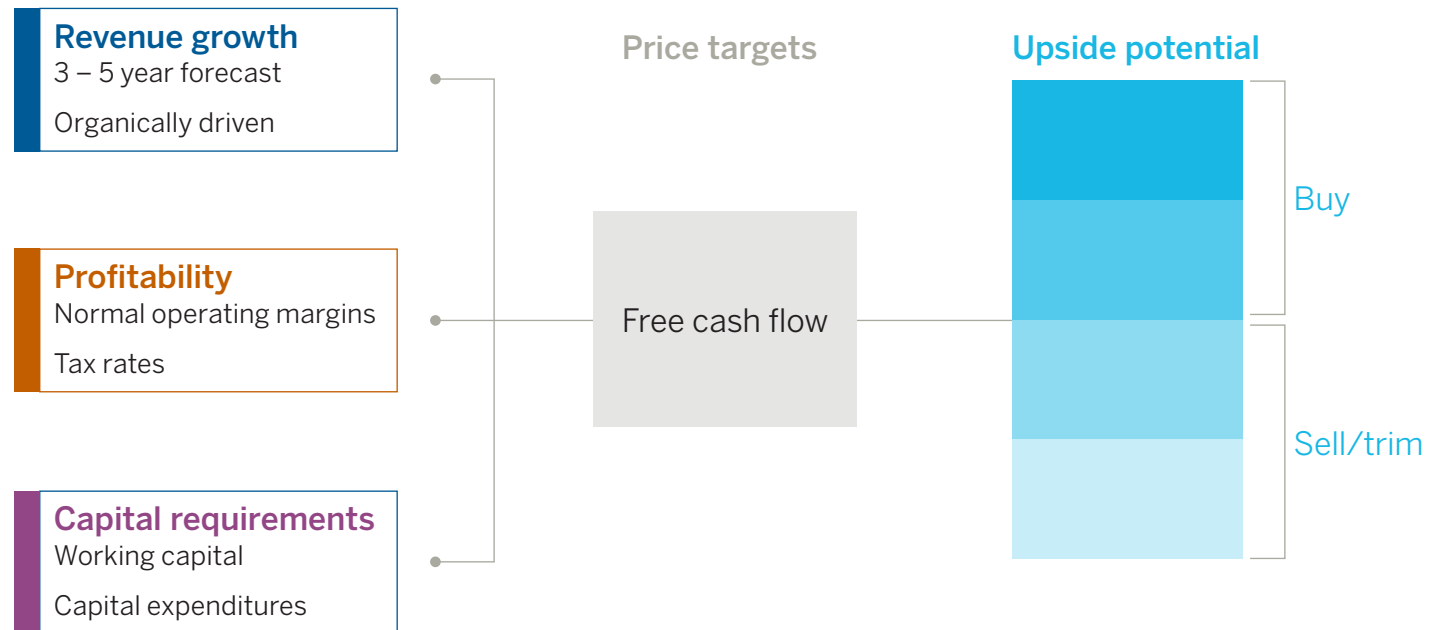 Revenue growth
3 – 5 year forecast
Organically driven
Profitability
Normal operating margins
Tax rates
Capital requirements
Working capital
Capital expenditures
Price targets
Free cash flow
Upside potential
Buy
Sell/trim